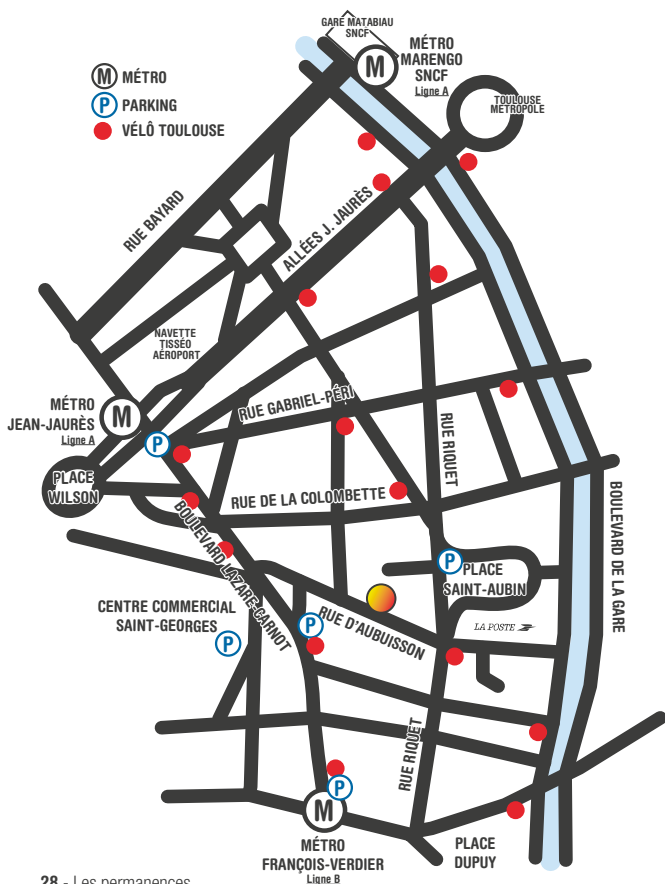 GARE MATABIAU
SNCF
MÉTRO
MARENGO
SNCF
Ligne A
M
M MÉTRO
P PARKING
VÉLÔ TOULOUSE
TOULOUSE
METROPOLE
RUE BAYARD
ALLÉES J. JAURÈS
NAVETTE
TISSÉO
AÉROPORT
MÉTRO
JEAN-JAURÈS
Ligne A
M
P
RUE GABRIEL-PÉRI
RUE RIQUET
PLACE
WILSON
RUE DE LA COLOMBETTE
BOULEVARD LAZARE-CARNOT
BOULEVARD DE LA GARE
P
PLACE
SAINT-AUBIN
CENTRE COMMERCIAL
SAINT-GEORGES
P
P
RUE D'AUBUISSON
LA POSTE
RUE RIQUET
P
M
MÉTRO
FRANÇOIS-VERDIER
Ligne B
PLACE
DUPUY
28 - Les permanences